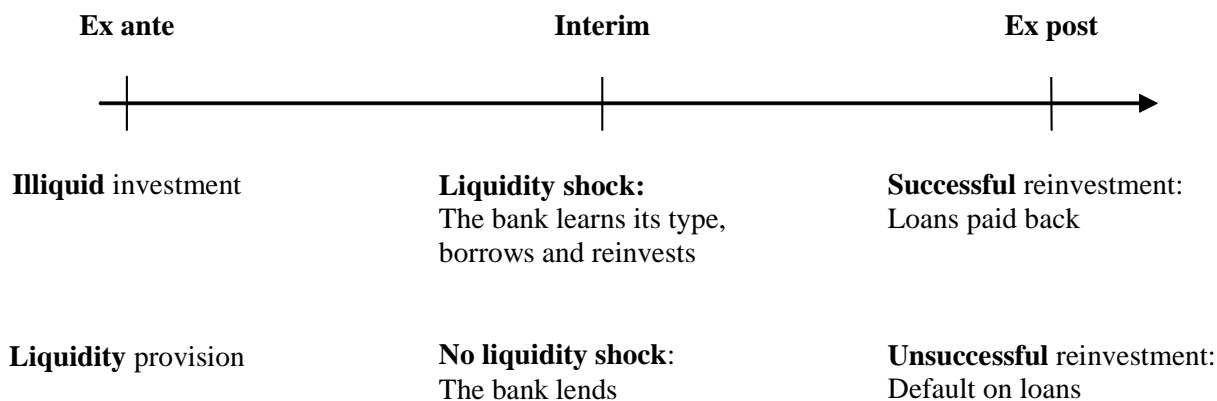 Ex ante
Interim
Ex post
Illiquid investment
Liquidity shock:
The bank learns its type,
borrows and reinvests
Successful reinvestment:
Loans paid back
Liquidity provision
No liquidity shock:
The bank lends
Unsuccessful reinvestment:
Default on loans